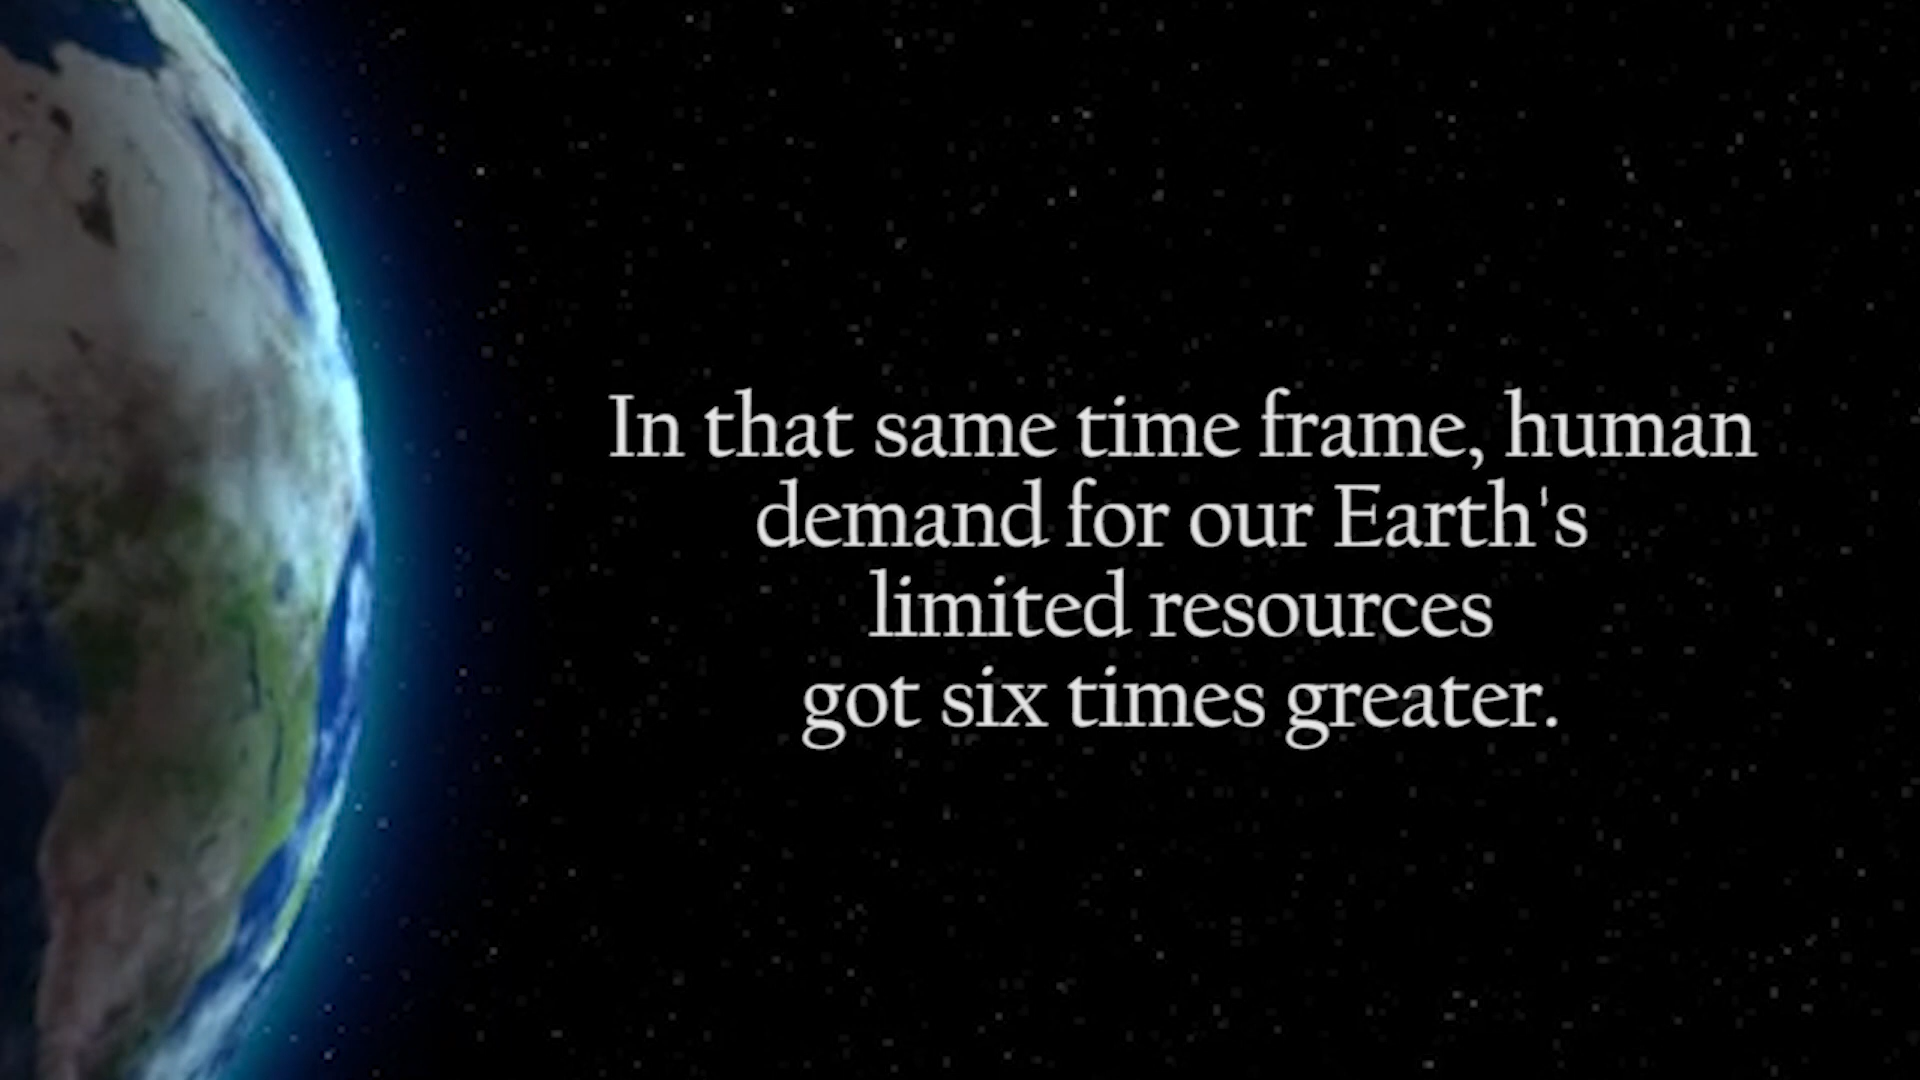 In that same time frame, human
demand for our Earth's
limited resources
got six times greater.